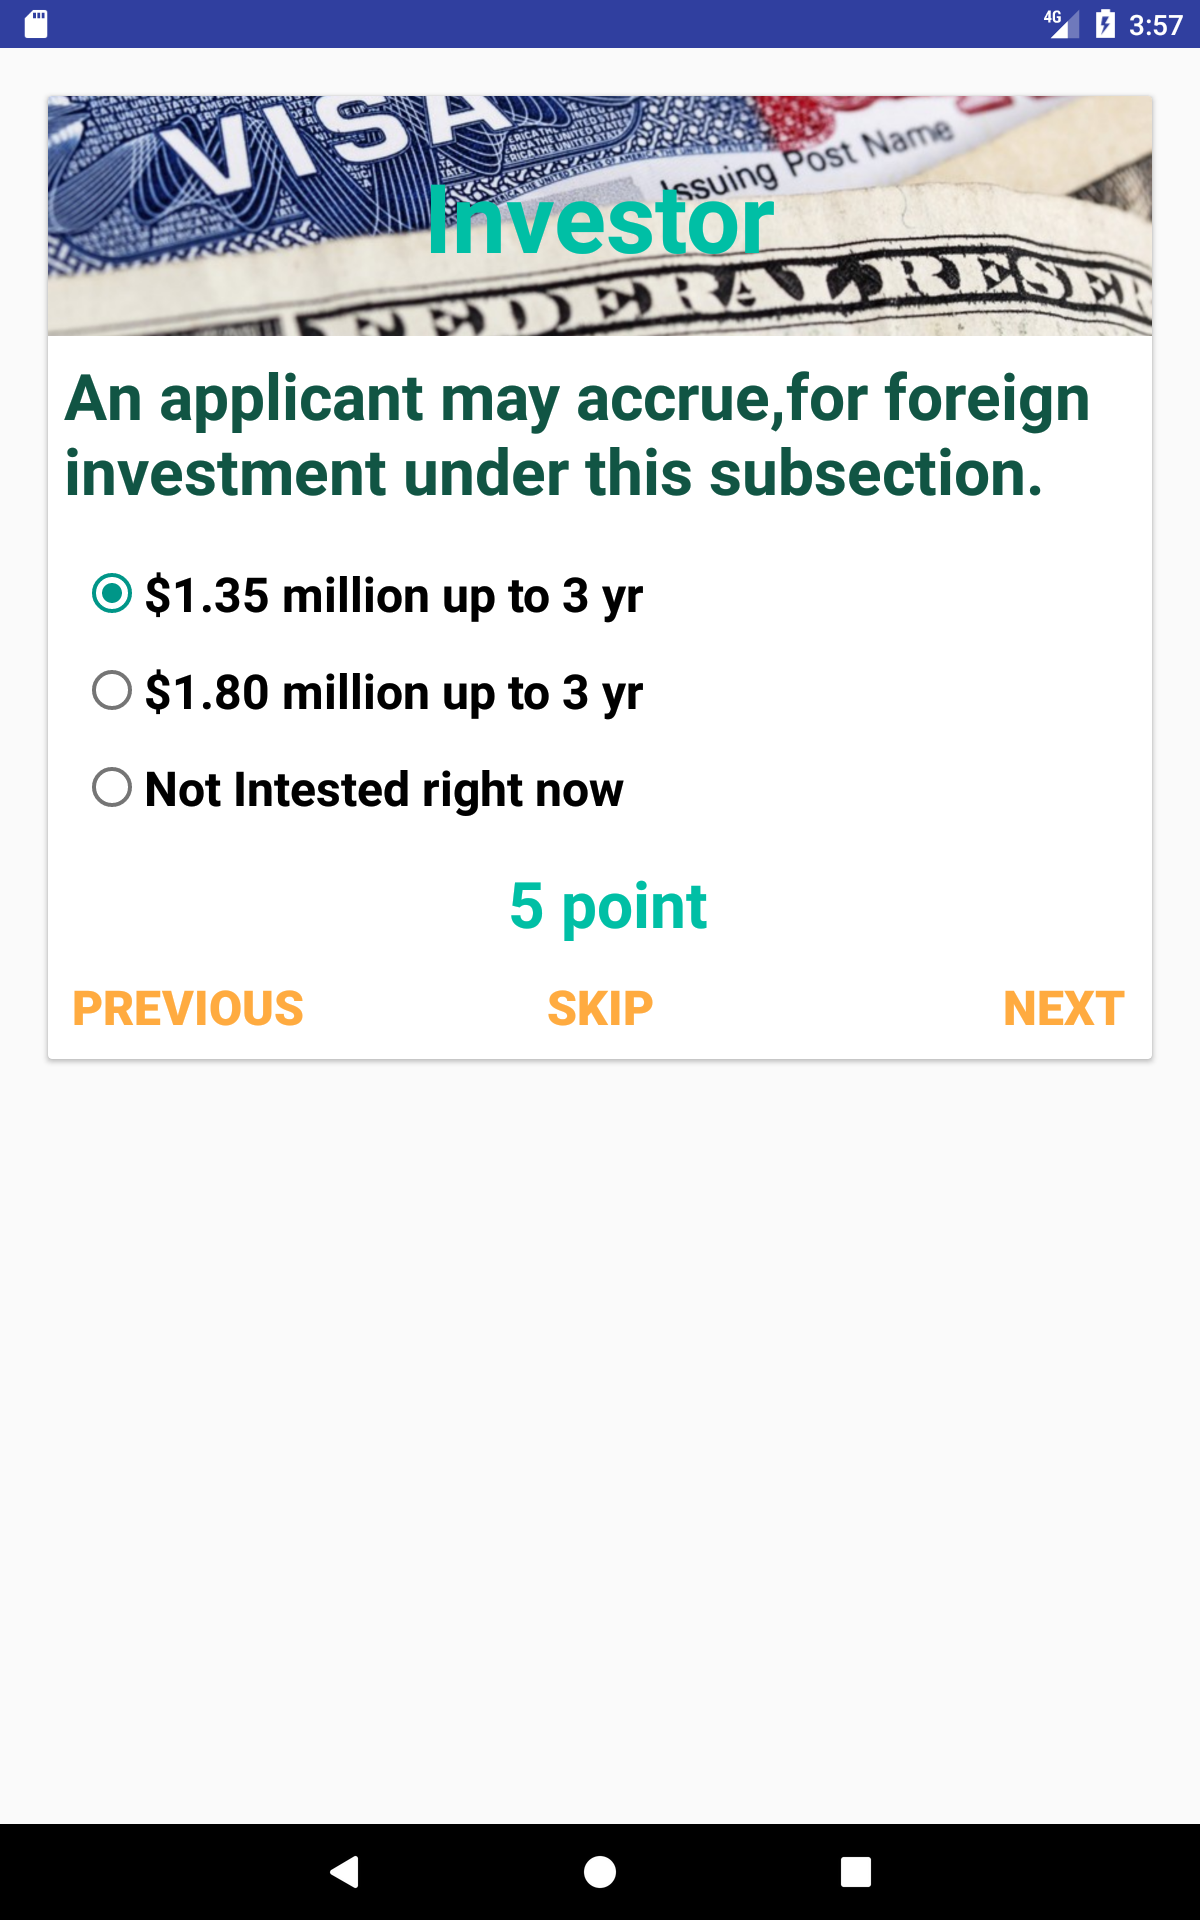 4G 3:57
VISA
Issuing Post Name
Investor
FEDERAL RESER
An applicant may accrue,for foreign
investment under this subsection.
$1.35 million up to 3 yr
$1.80 million up to 3 yr
Not Intested right now
5 point
PREVIOUS SKIP NEXT